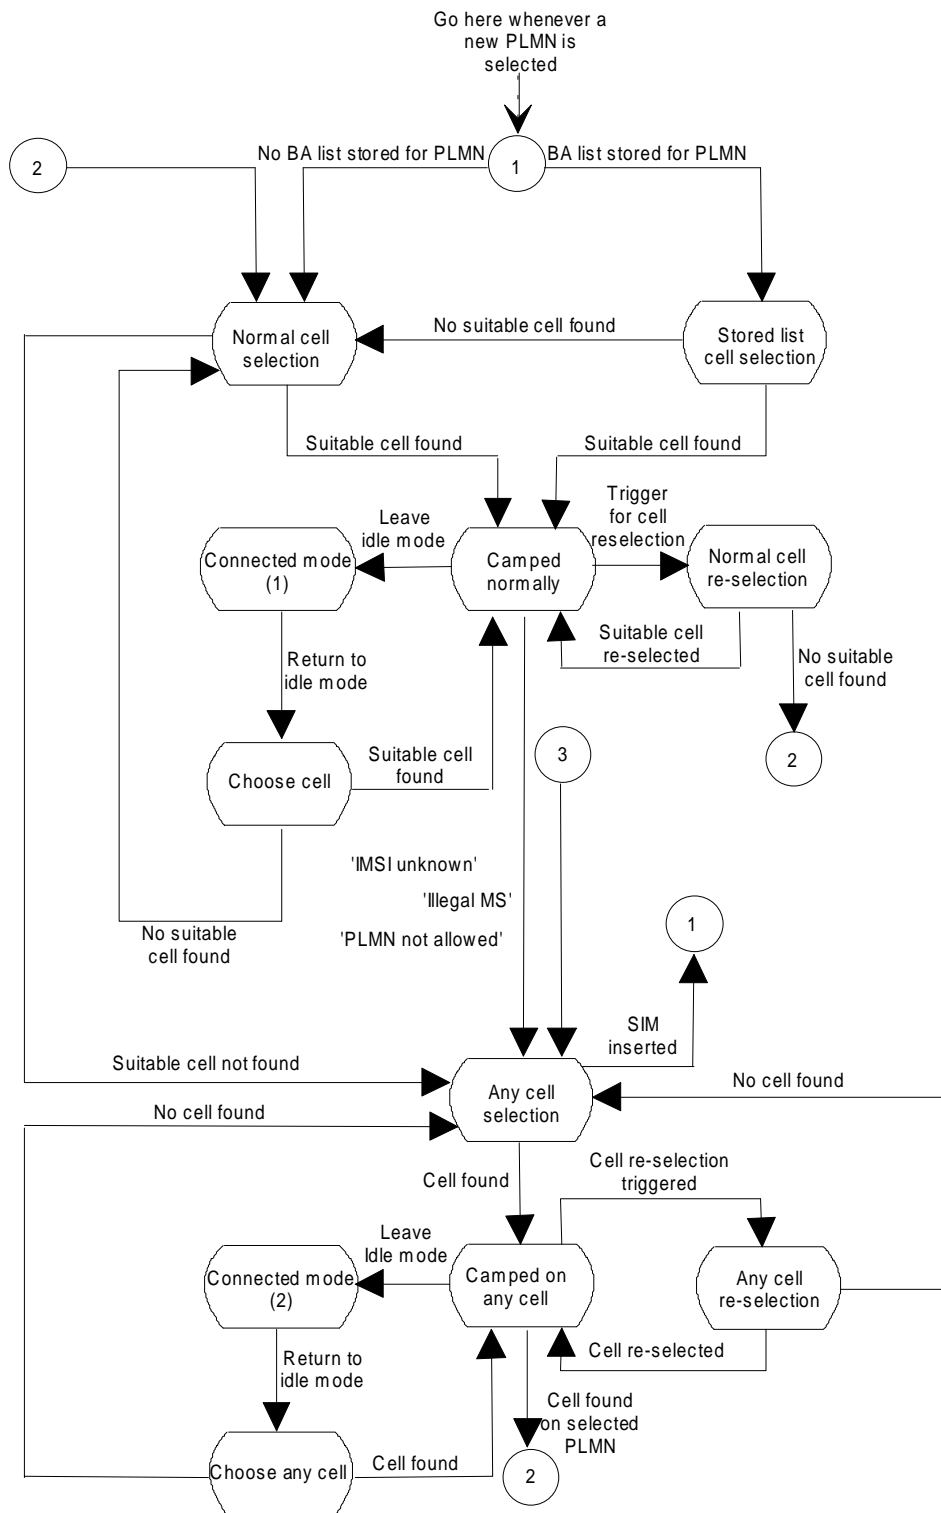 Go here whenever a
new PLMN is
selected
2
No BA list stored for PLMN
1
BA list stored for PLMN
Normal cell
selection
No suitable cell found
Stored list
cell selection
Suitable cell found
Suitable cell found
Leave
idle mode
Trigger
for cell
reselection
Connected mode
(1)
Camped
normally
Normal cell
re-selection
Suitable cell
re-selected
No suitable
cell found
Return to
idle mode
Choose cell
Suitable cell
found
3
2
'IMSI unknown'
'Illegal MS'
'PLMN not allowed'
No suitable
cell found
1
SIM
inserted
Suitable cell not found
Any cell
selection
No cell found
No cell found
Cell found
Cell re-selection
triggered
Leave
Idle mode
Connected mode
(2)
Camped on
any cell
Any cell
re-selection
Return to
idle mode
Cell re-selected
Cell found
on selected
PLMN
Choose any cell
Cell found
2